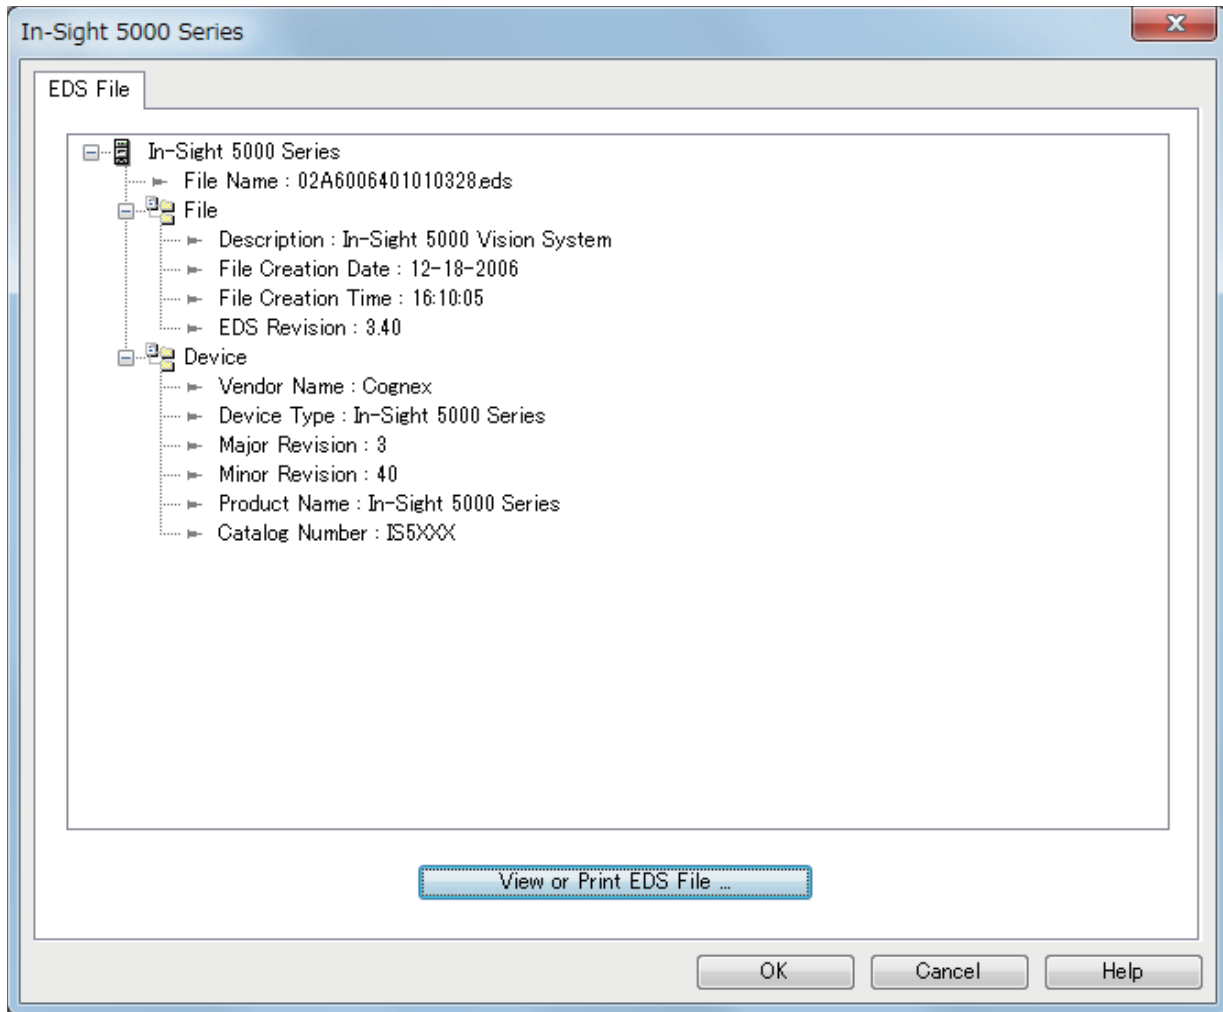 In-Sight 5000 Series
EDS File
In-Sight 5000 Series
File Name : 02A6006401010328.eds
File
Description : In-Sight 5000 Vision System
File Creation Date : 12-18-2006
File Creation Time : 16:10:05
EDS Revision : 3.40
Device
Vendor Name : Cognex
Device Type : In-Sight 5000 Series
Major Revision : 3
Minor Revision : 40
Product Name : In-Sight 5000 Series
Catalog Number : IS5XXX
View or Print EDS File ...
OK Cancel Help